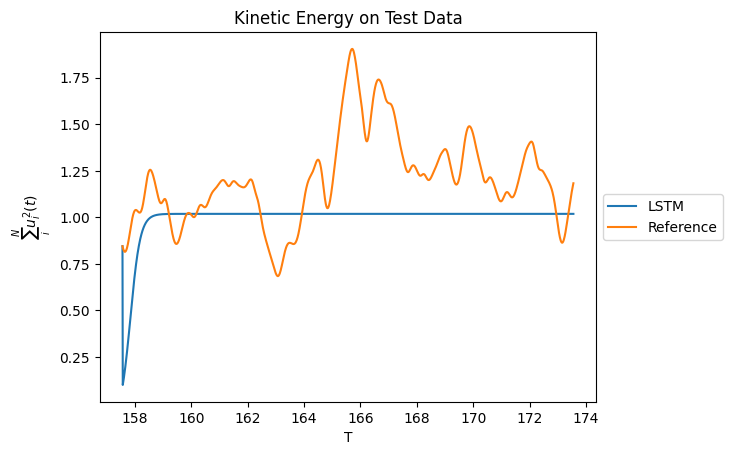 Kinetic Energy on Test Data
1.75
1.50
1.25
1.00
0.75
0.50
0.25
∑_i^N u_i^2(t)
158 160 162 164 166 168 170 172 174
T
LSTM
Reference